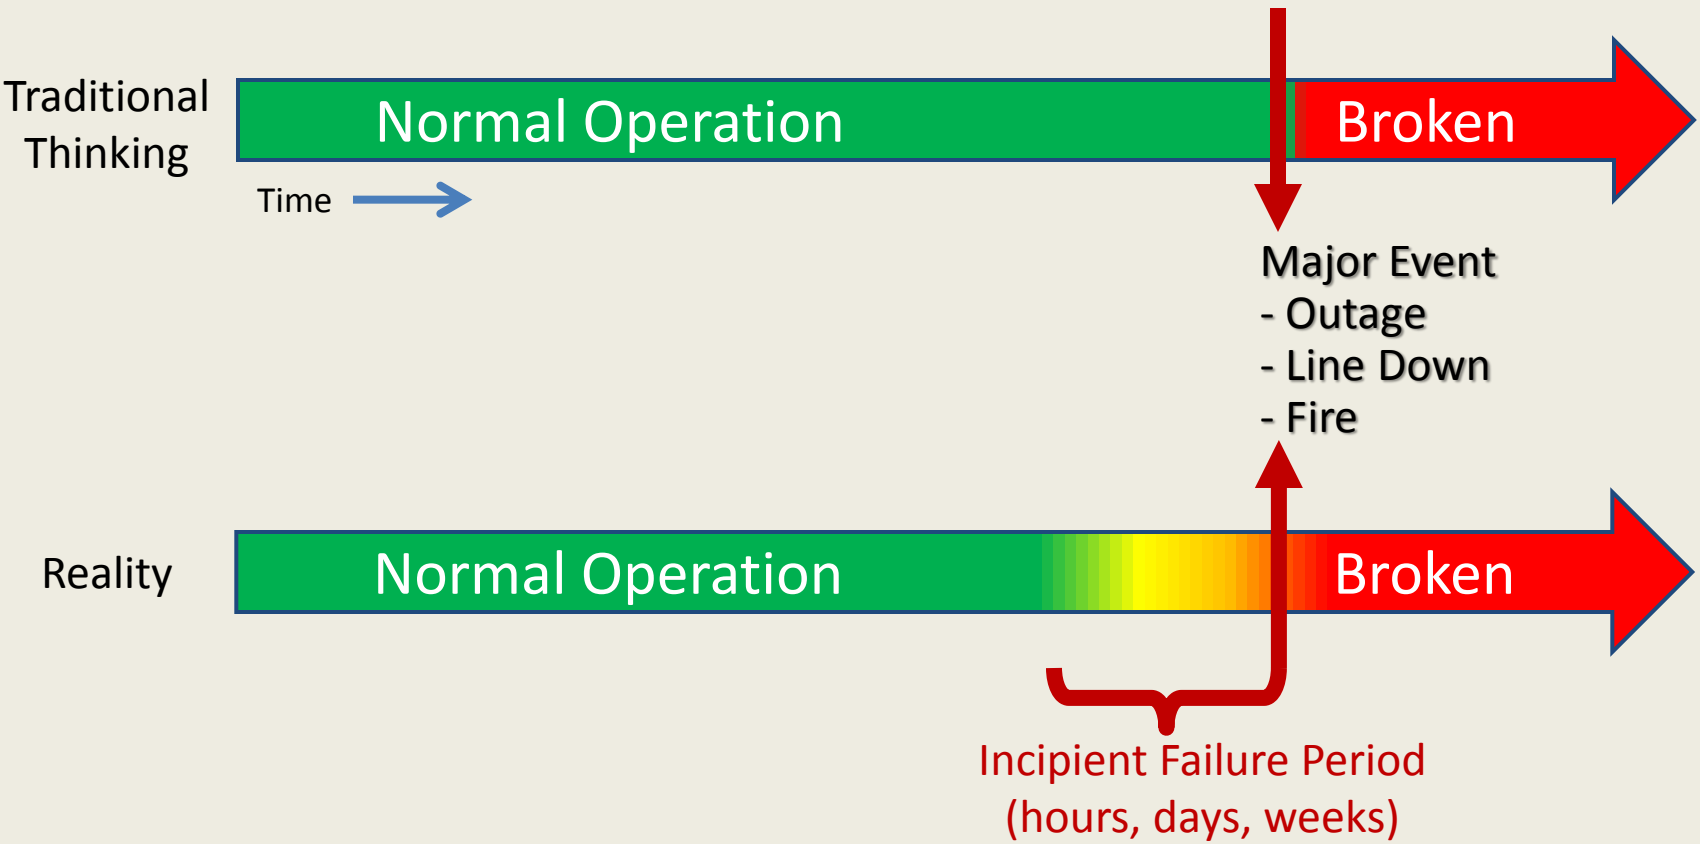 Traditional
Thinking
Normal Operation
Broken
Time
Major Event
- Outage
- Line Down
- Fire
Reality
Normal Operation
Broken
Incipient Failure Period
(hours, days, weeks)